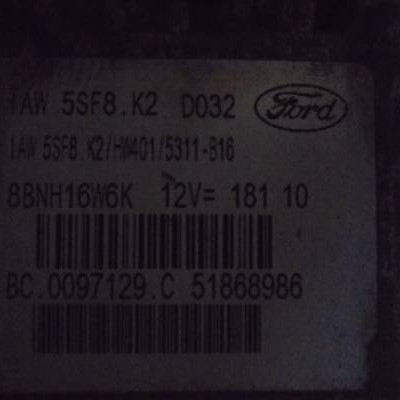 IAW 5SF8.K2 D032 Ford
IAW 5SF8.K2/HW401/5311-B16
8BNH16W6K 12V= 181 10
BC.0097129.C 51868986